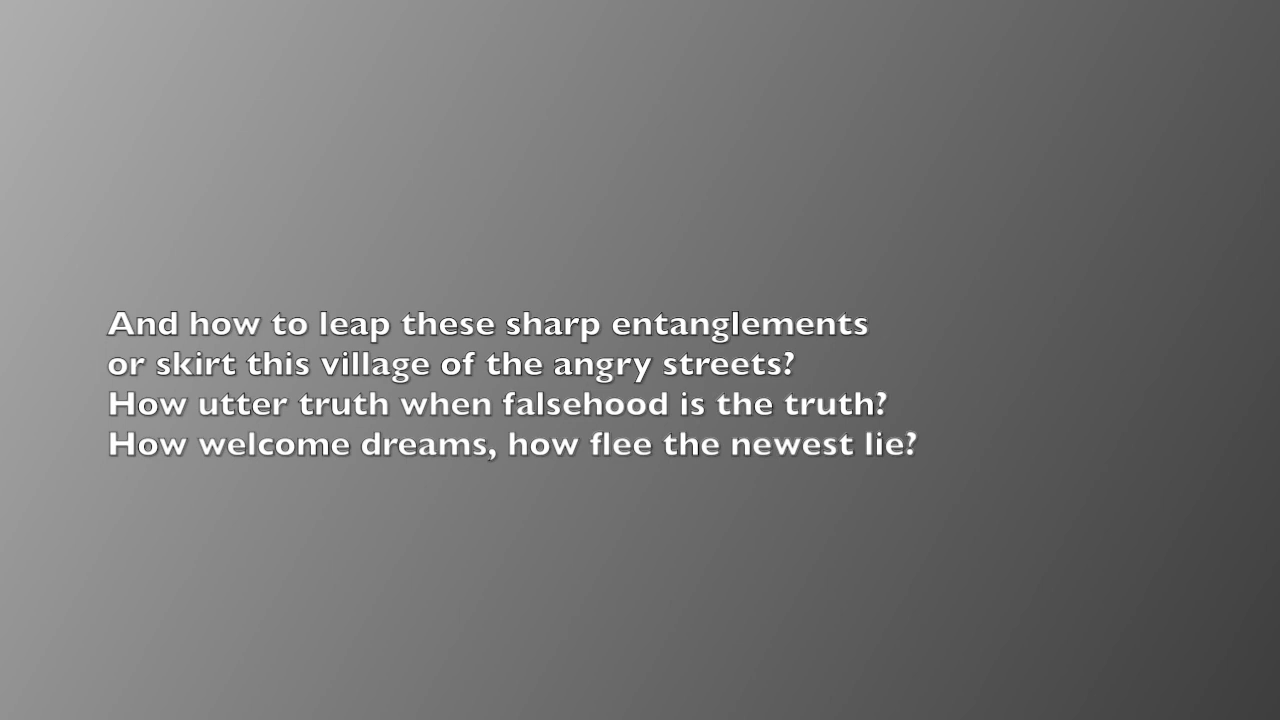 And how to leap these sharp entanglements
or skirt this village of the angry streets?
How utter truth when falsehood is the truth?
How welcome dreams, how flee the newest lie?